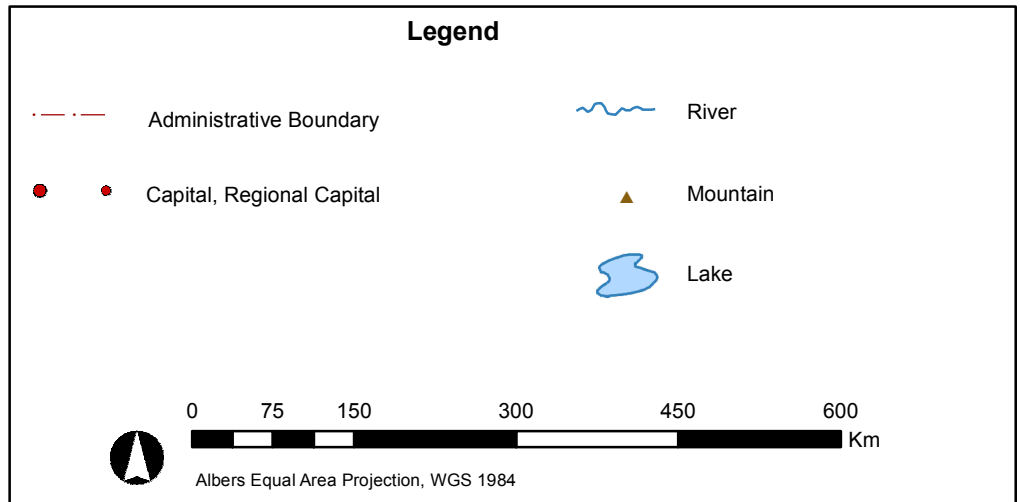 Legend
Administrative Boundary
River
Capital, Regional Capital
Mountain
Lake
0 75 150 300 450 600
Km
Albers Equal Area Projection, WGS 1984